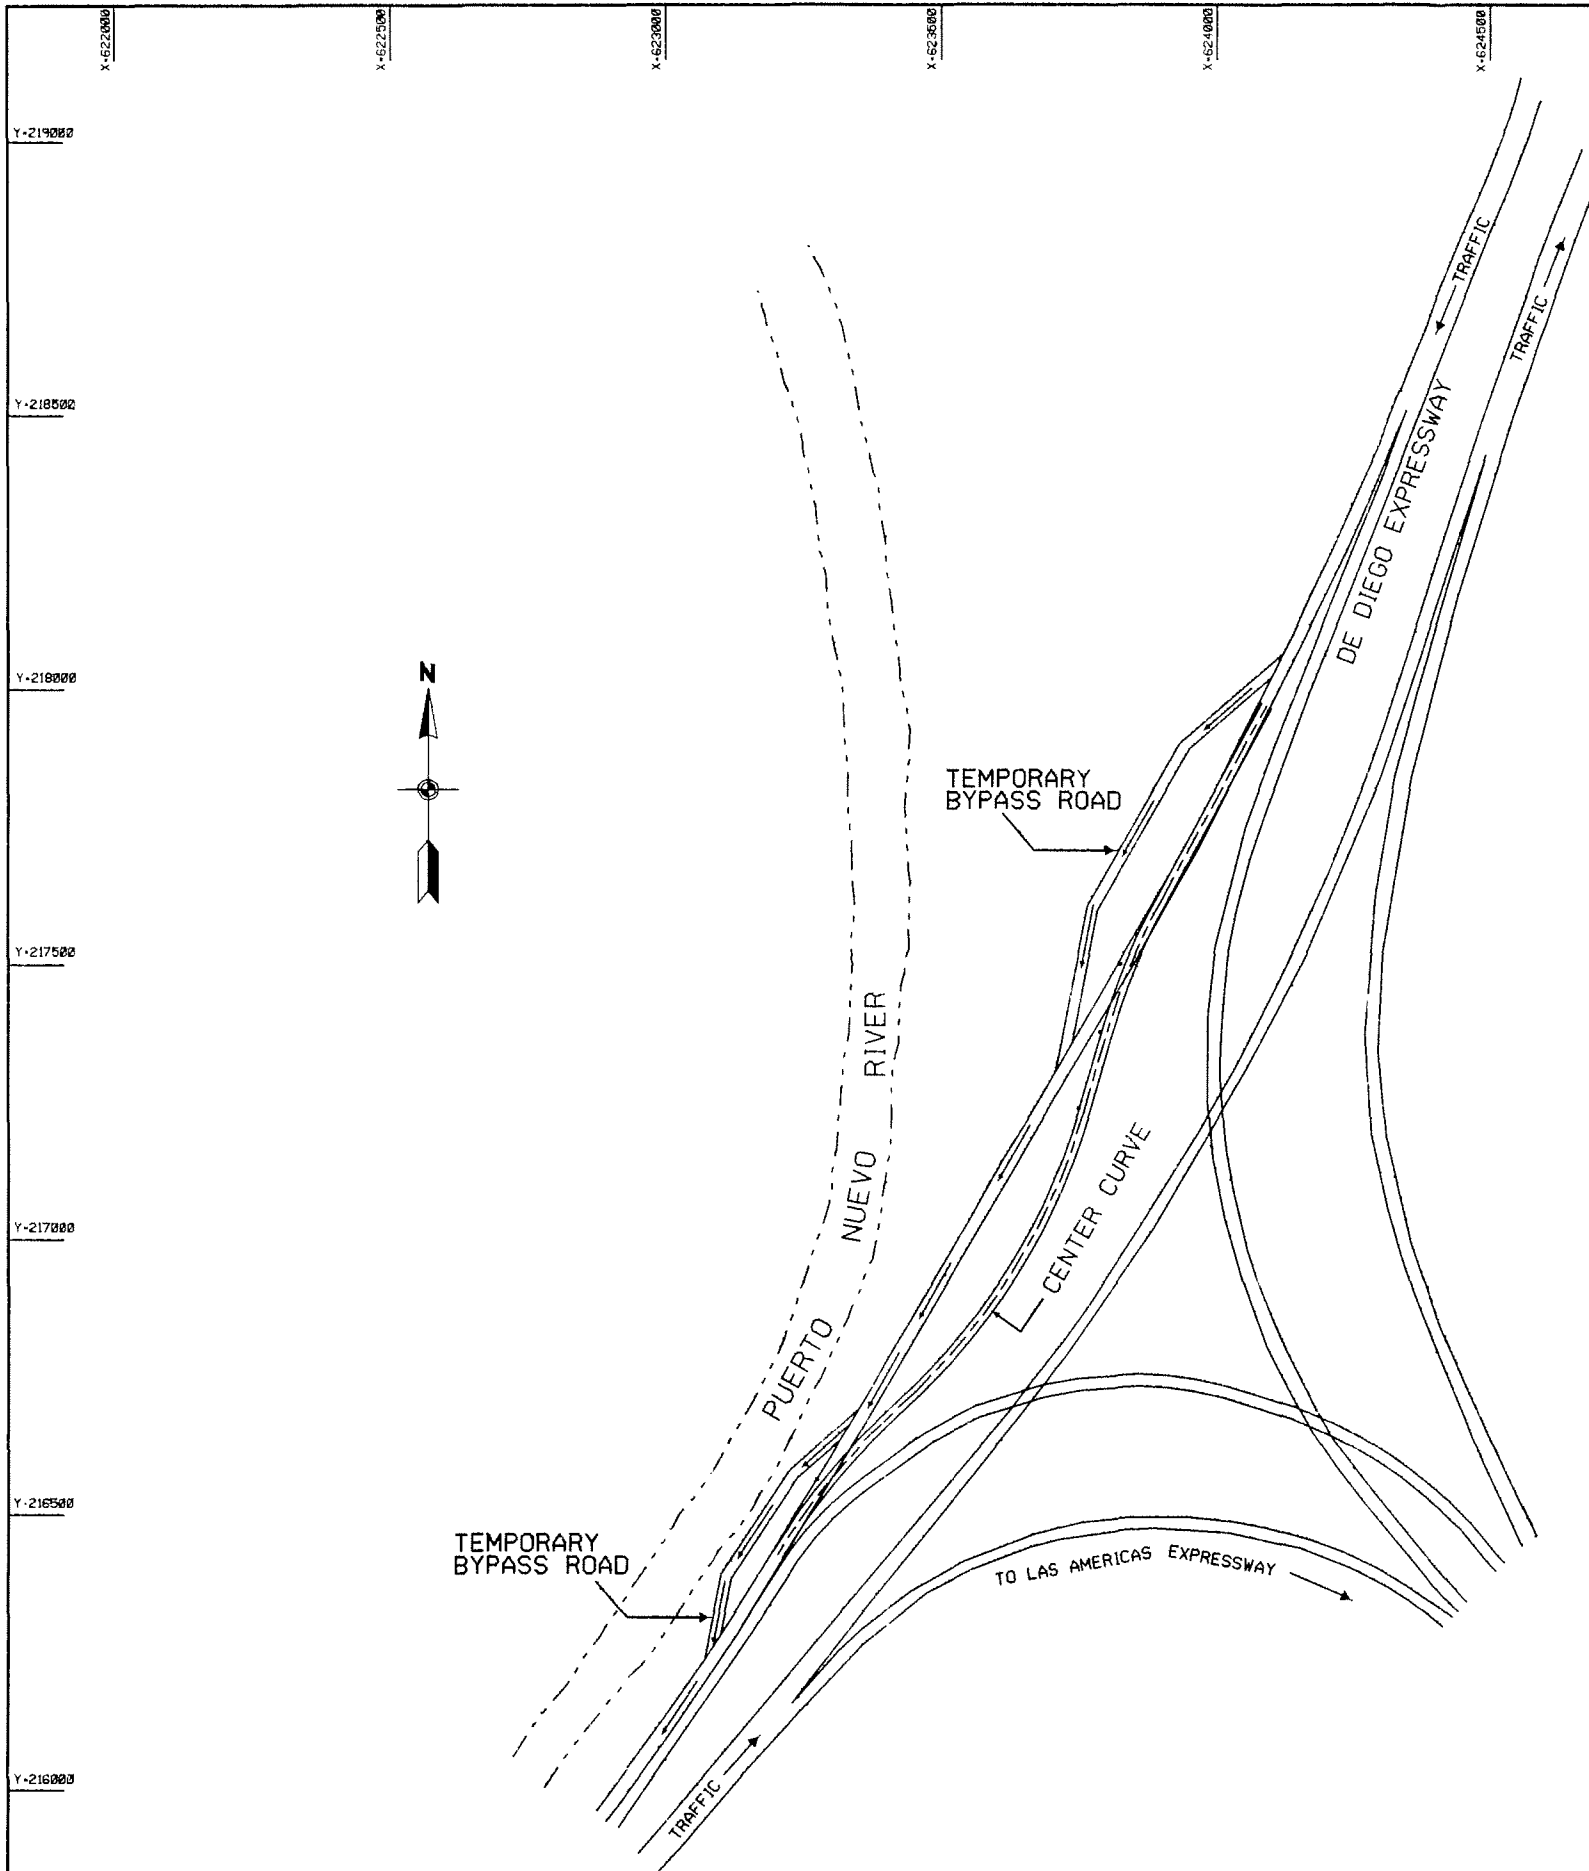 X·622000
X·622500
X·623000
X·623500
X·624000
X·624500
Y·219000
TRAFFIC
TRAFFIC
Y·218500
DE DIEGO EXPRESSWAY
N
Y·218000
TEMPORARY
BYPASS ROAD
Y·217500
PUERTO NUEVO RIVER
CENTER CURVE
Y·217000
Y·216500
TEMPORARY
BYPASS ROAD
TO LAS AMERICAS EXPRESSWAY
TRAFFIC
Y·216000